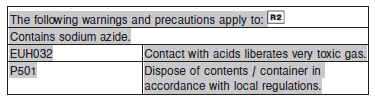 The following warnings and precautions apply to: R2
Contains sodium azide.
EUH032 Contact with acids liberates very toxic gas.
P501 Dispose of contents / container in
accordance with local regulations.